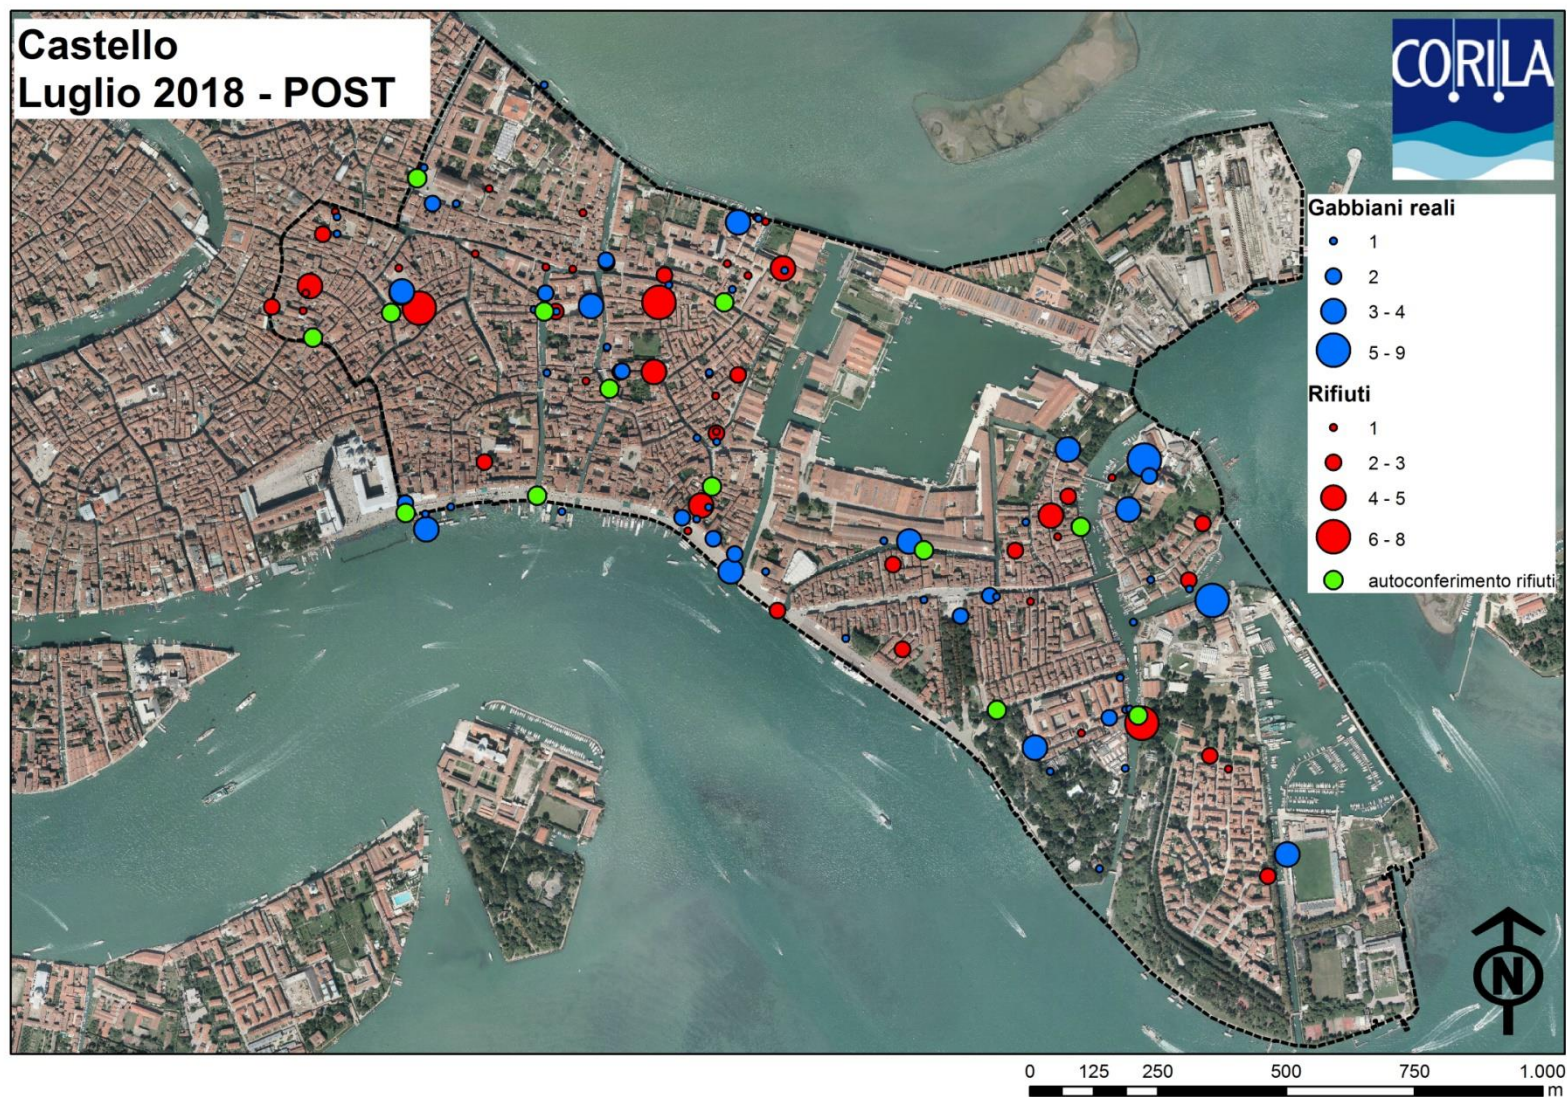 Castello
Luglio 2018 - POST
CORILA
Gabbiani reali
1
2
3 - 4
5 - 9
Rifiuti
1
2 - 3
4 - 5
6 - 8
autoconferimento rifiuti
N
0 125 250 500 750 1.000
m